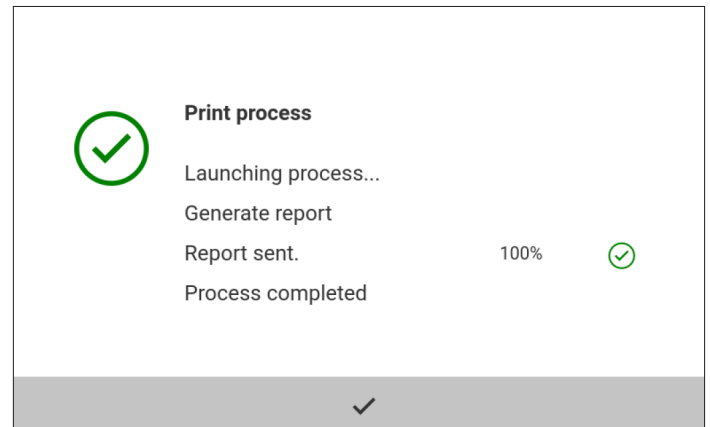 Print process
Launching process...
Generate report
Report sent. 100%
Process completed